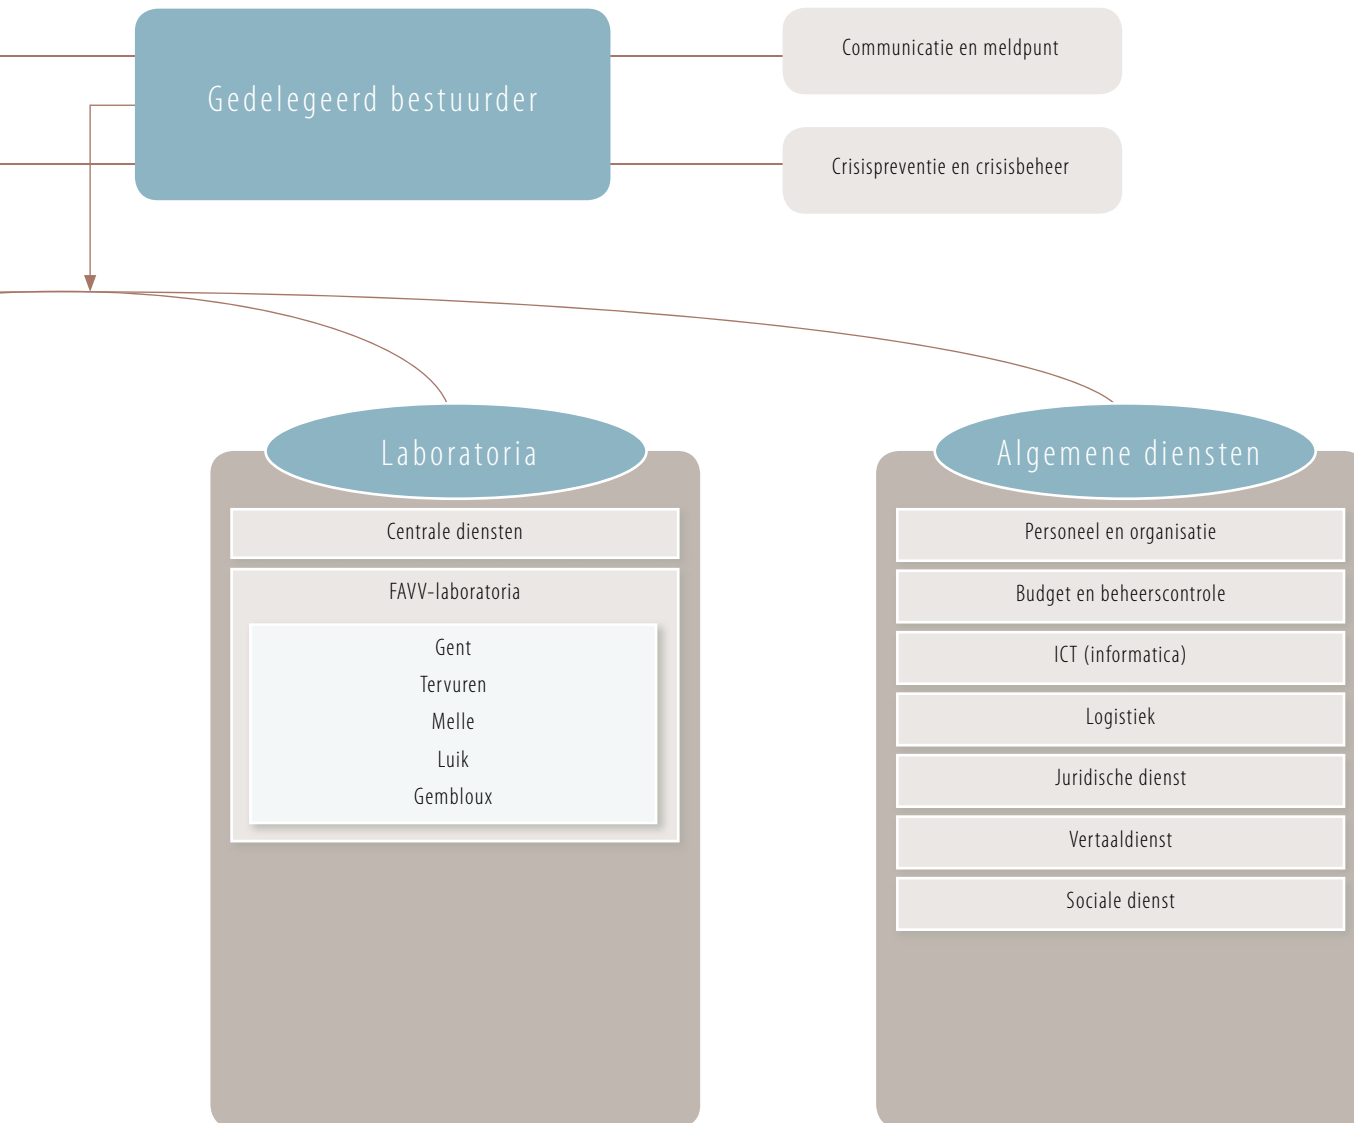 Gedelegeerd bestuurder
Communicatie en meldpunt
Crisispreventie en crisisbeheer
Laboratoria
Centrale diensten
FAVV-laboratoria
Gent
Tervuren
Melle
Luik
Gembloux
Algemene diensten
Personeel en organisatie
Budget en beheerscontrole
ICT (informatica)
Logistiek
Juridische dienst
Vertaaldienst
Sociale dienst